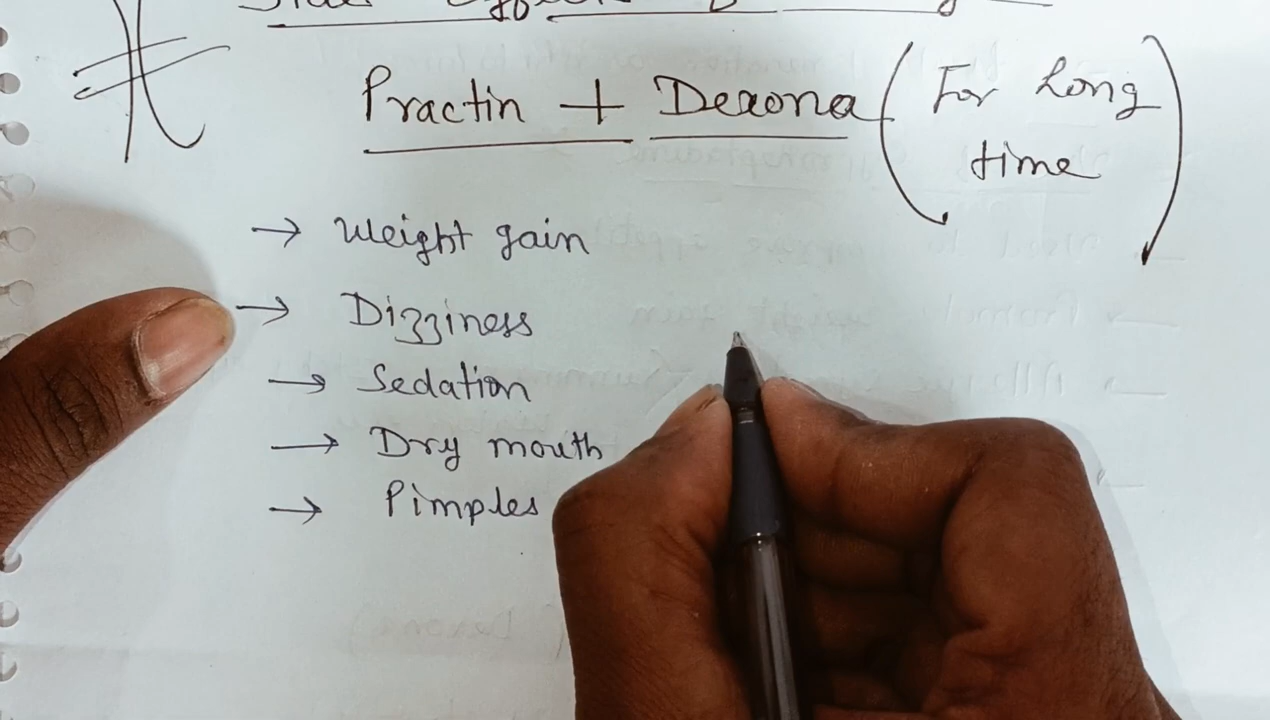 Practin + Dexona (For Long
time)
→ Weight gain
→ Dizziness
→ Sedation
→ Dry mouth
→ Pimples